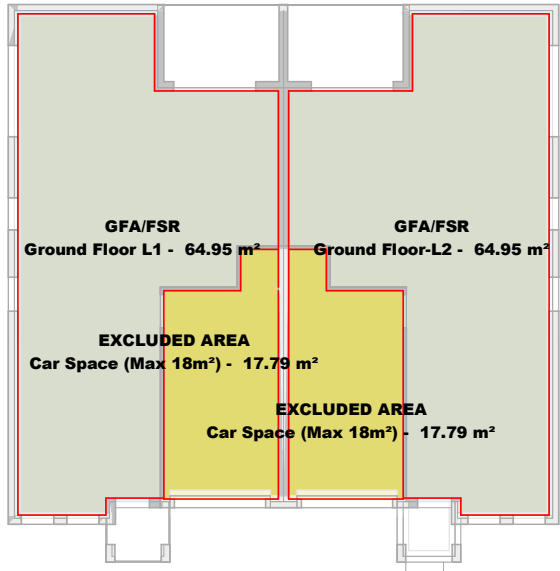 GFA/FSR
Ground Floor L1 - 64.95 m²
GFA/FSR
Ground Floor-L2 - 64.95 m²
EXCLUDED AREA
Car Space (Max 18m²) - 17.79 m²
EXCLUDED AREA
Car Space (Max 18m²) - 17.79 m²